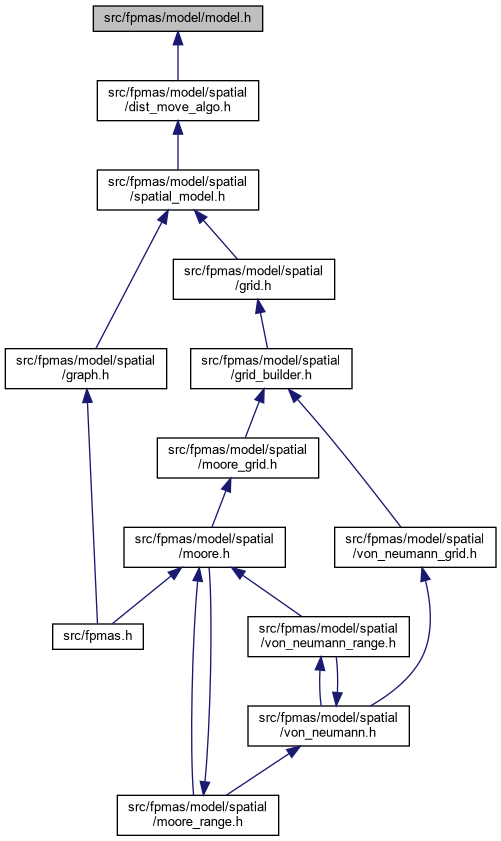 src/fpmas/model/model.h
src/fpmas/model/spatial
/dist_move_algo.h
src/fpmas/model/spatial
/spatial_model.h
src/fpmas/model/spatial
/grid.h
src/fpmas/model/spatial
/graph.h
src/fpmas/model/spatial
/grid_builder.h
src/fpmas/model/spatial
/moore_grid.h
src/fpmas/model/spatial
/moore.h
src/fpmas/model/spatial
/von_neumann_grid.h
src/fpmas.h
src/fpmas/model/spatial
/von_neumann_range.h
src/fpmas/model/spatial
/von_neumann.h
src/fpmas/model/spatial
/moore_range.h